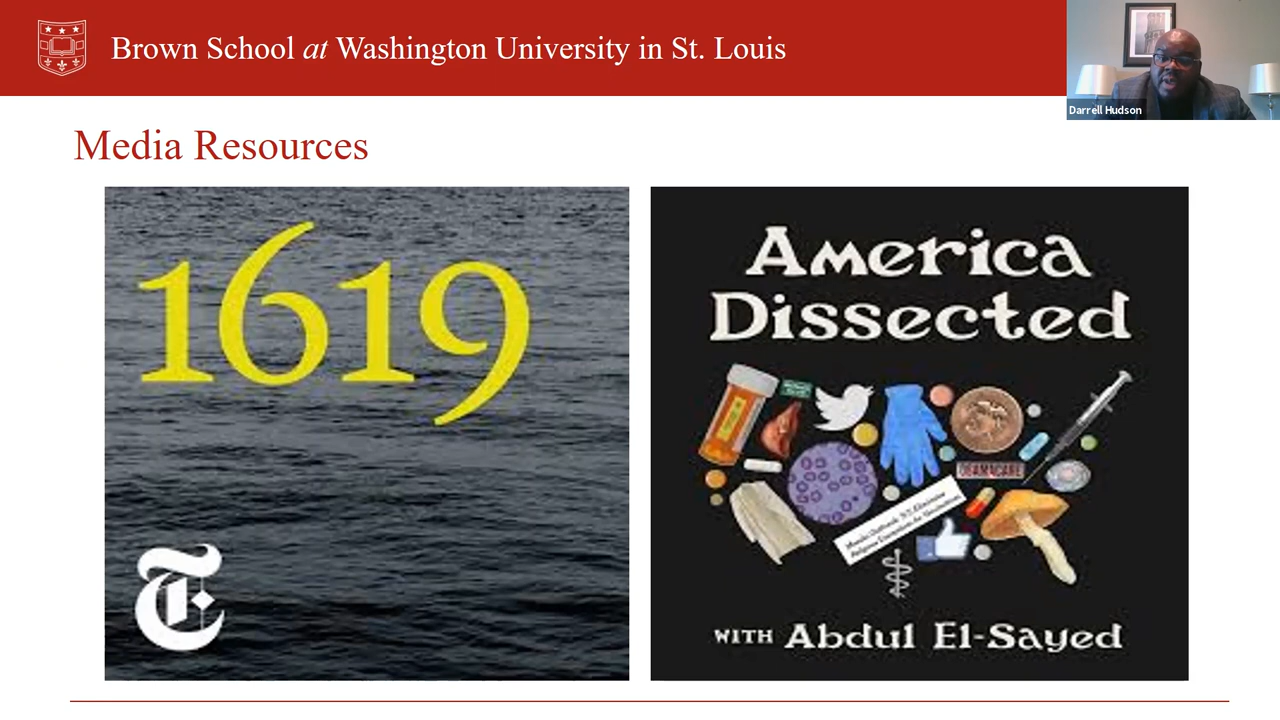 Brown School at Washington University in St. Louis
Darrell Hudson
Media Resources
1619
T
America
Dissected
OBAMACARE
WITH Abdul El-Sayed